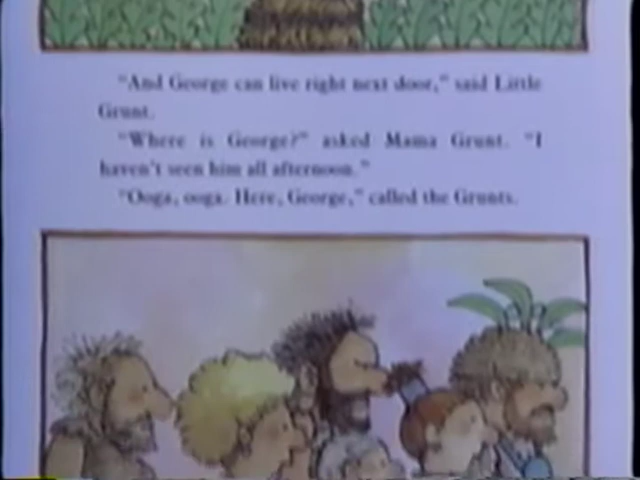 "And George can live right next door," said Little
Grunt.
"Where is George?" asked Mama Grunt. "I
haven't seen him all afternoon."
"Ooga, ooga. Here, George," called the Grunts.